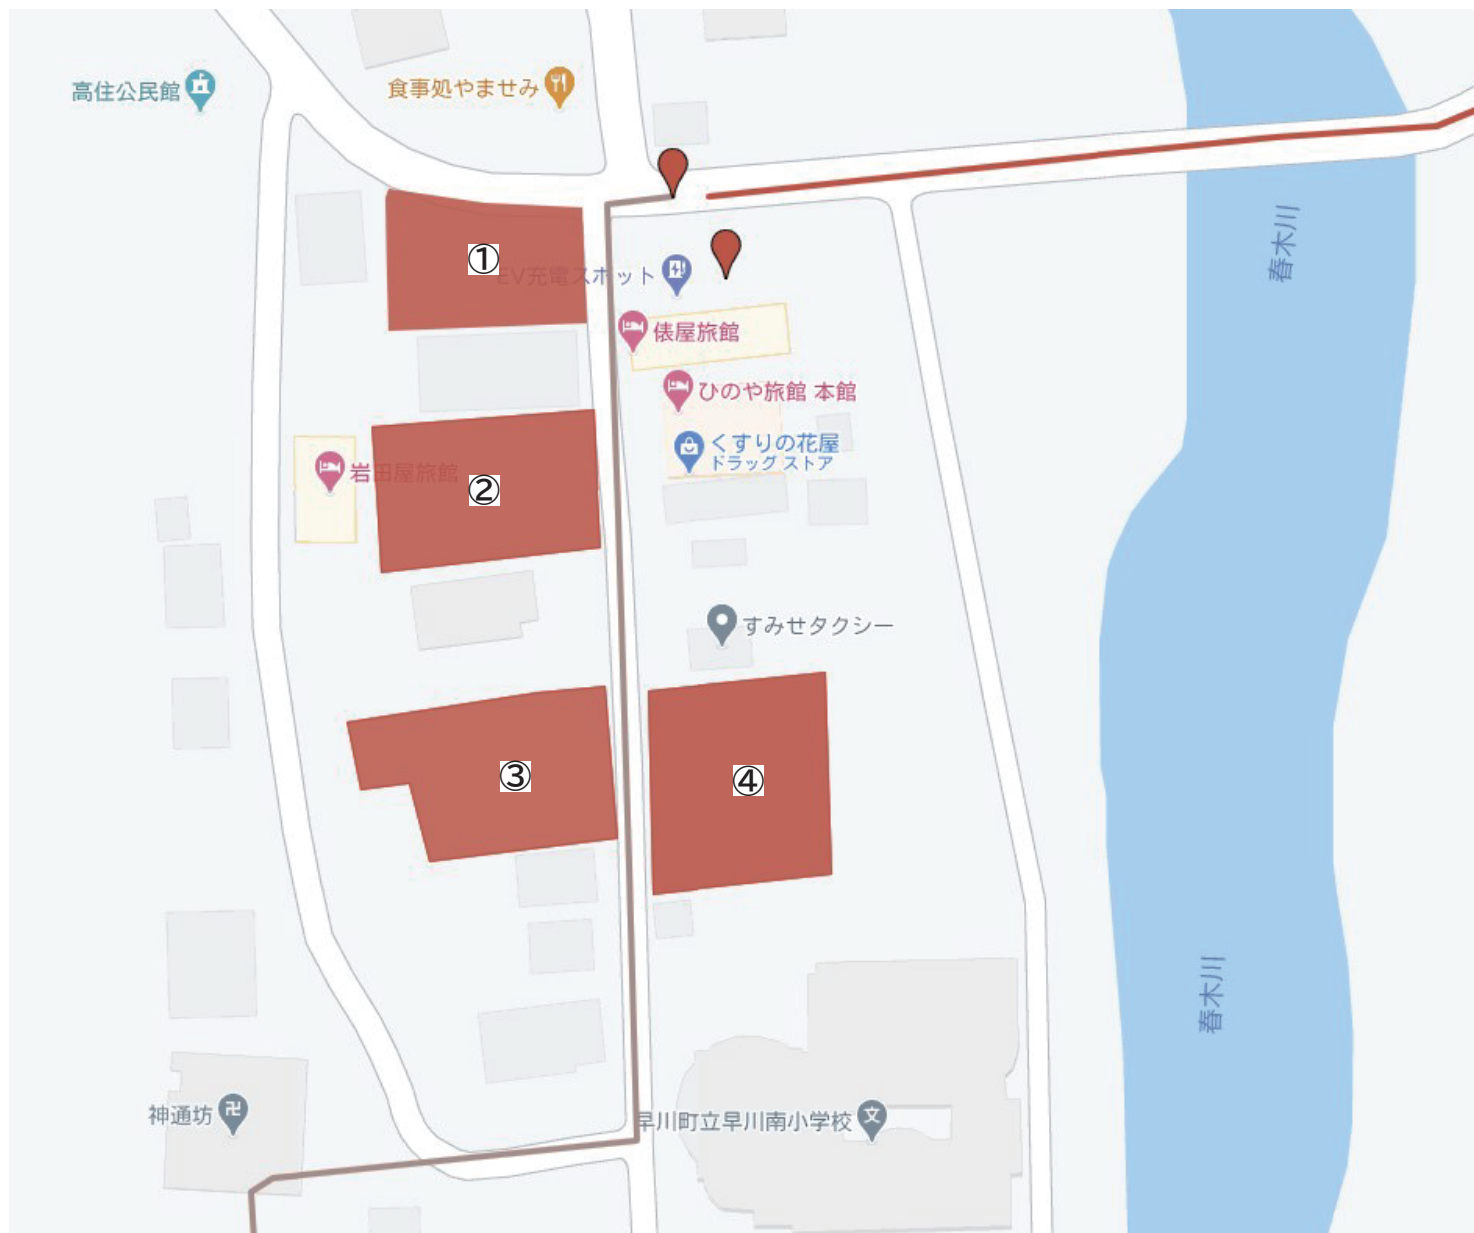 高住公民館
食事処やませみ
①
EV充電スポット
春木川
俵屋旅館
ひのや旅館 本館
くすりの花屋
ドラッグ ストア
岩田屋旅館
②
すみせタクシー
③
④
春木川
神通坊
早川町立早川南小学校
文